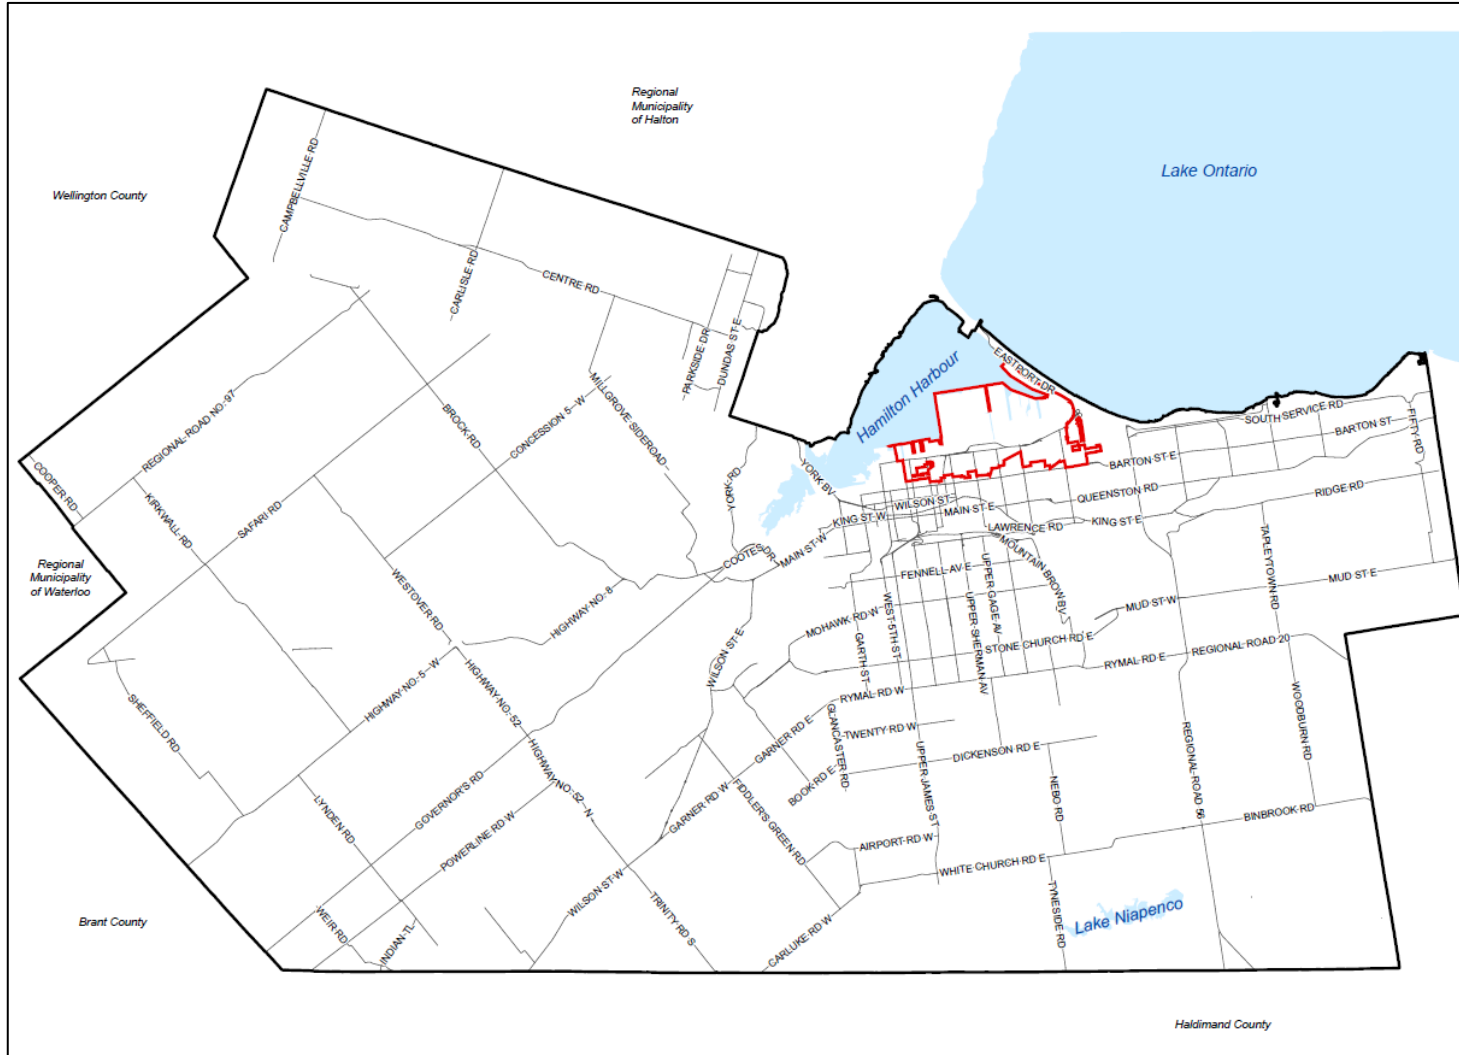 Regional
Municipality
of Halton
Lake Ontario
Wellington County
CAMPBELLVILLE RD
CARLISLE RD
CENTRE RD
PARKSIDE DR
DUNDAS ST E
Hamilton Harbour
EASTPORT DR
REGIONAL ROAD NO. 97
BROCK RD
CONCESSION 5 W
MILLGROVE SIDEROAD
SOUTH SERVICE RD
BARTON ST
FIFTY RD
COOPER RD
KIRKWALL RD
SAFARI RD
YORK RD
YORK BV
BARTON ST E
QUEENSTON RD
RIDGE RD
WILSON ST
MAIN ST E
KING ST W
LAWRENCE RD
KING ST E
MAIN ST W
COOTES DR
MOUNTAIN BROW BV
TAPLEYTOWN RD
Regional
Municipality
of Waterloo
WESTOVER RD
HIGHWAY NO. 8
FENNELL AV E
UPPER GAGE AV
MUD ST E
MUD ST W
MOHAWK RD W
WEST 5TH ST
UPPER SHERMAN AV
GARTH ST
STONE CHURCH RD E
REGIONAL ROAD 20
RYMAL RD E
WILSON ST E
HIGHWAY NO. 5 W
HIGHWAY NO. 52
SHEFFIELD RD
RYMAL RD W
GLANCASTER RD
TWENTY RD W
WOODBURN RD
GARNER RD E
DICKENSON RD E
UPPER JAMES ST
REGIONAL ROAD 56
GOVERNOR'S RD
HIGHWAY NO. 52 N
BOOK RD E
FIDDLER'S GREEN RD
NEBO RD
LYNDEN RD
POWERLINE RD W
GARNER RD W
BINBROOK RD
AIRPORT RD W
WHITE CHURCH RD E
WILSON ST W
TRINITY RD S
Brant County
WEIR RD
INDIAN TL
CARLUKE RD W
TYNESIDE RD
Lake Niapenco
Haldimand County